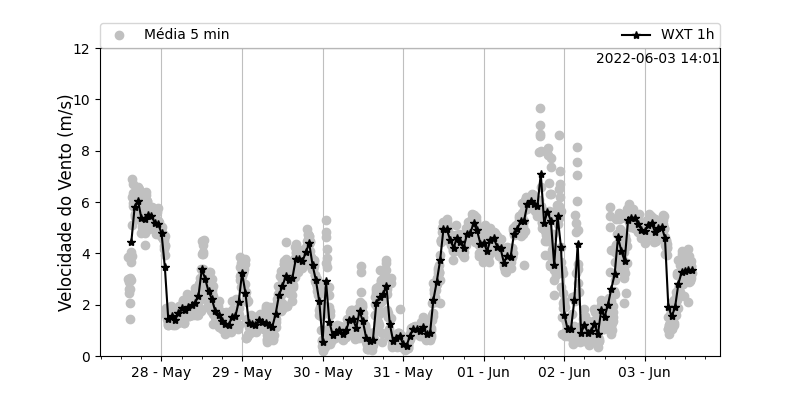 Média 5 min
WXT 1h
2022-06-03 14:01
Velocidade do Vento (m/s)
12
10
8
6
4
2
0
28 - May
29 - May
30 - May
31 - May
01 - Jun
02 - Jun
03 - Jun